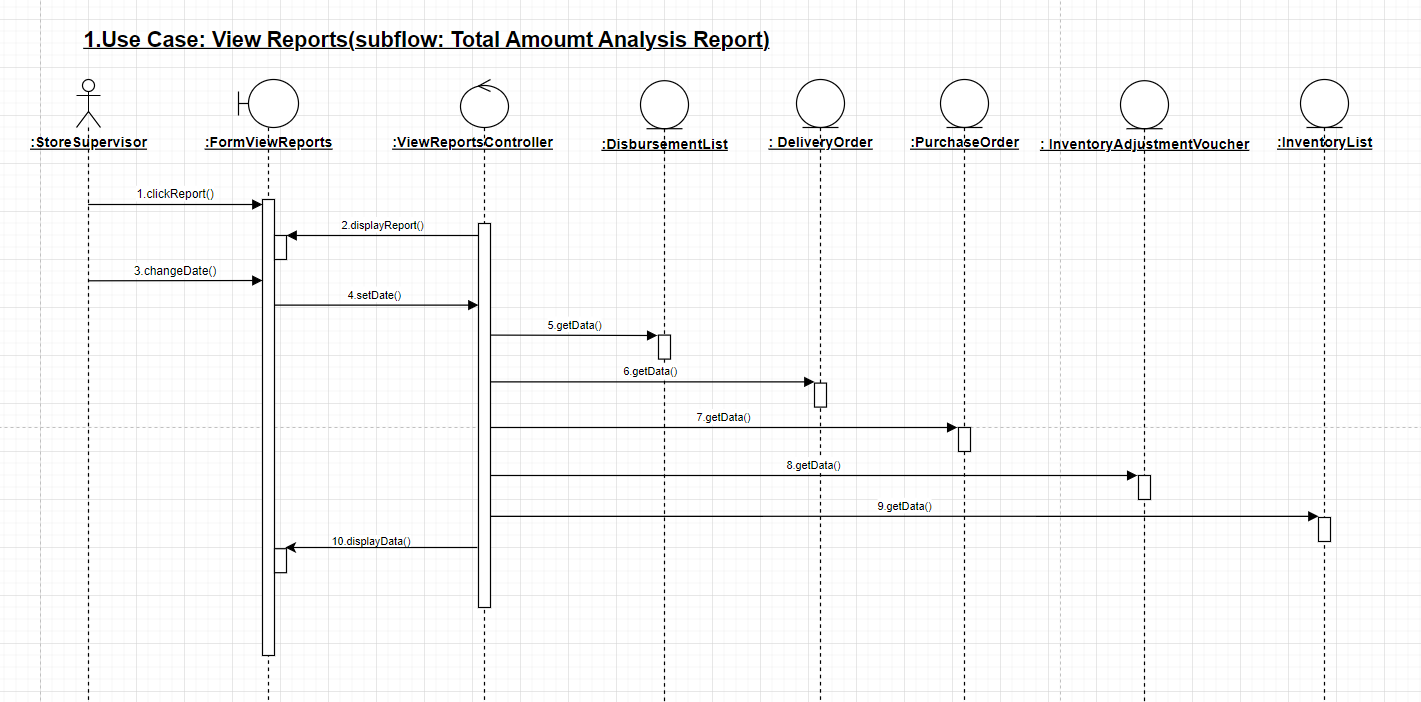 1.Use Case: View Reports(subflow: Total Amoumt Analysis Report)
:StoreSupervisor
:FormViewReports
:ViewReportsController
:DisbursementList
: DeliveryOrder
:PurchaseOrder
: InventoryAdjustmentVoucher
:InventoryList
1.clickReport()
2.displayReport()
3.changeDate()
4.setDate()
5.getData()
6.getData()
7.getData()
8.getData()
9.getData()
10.displayData()